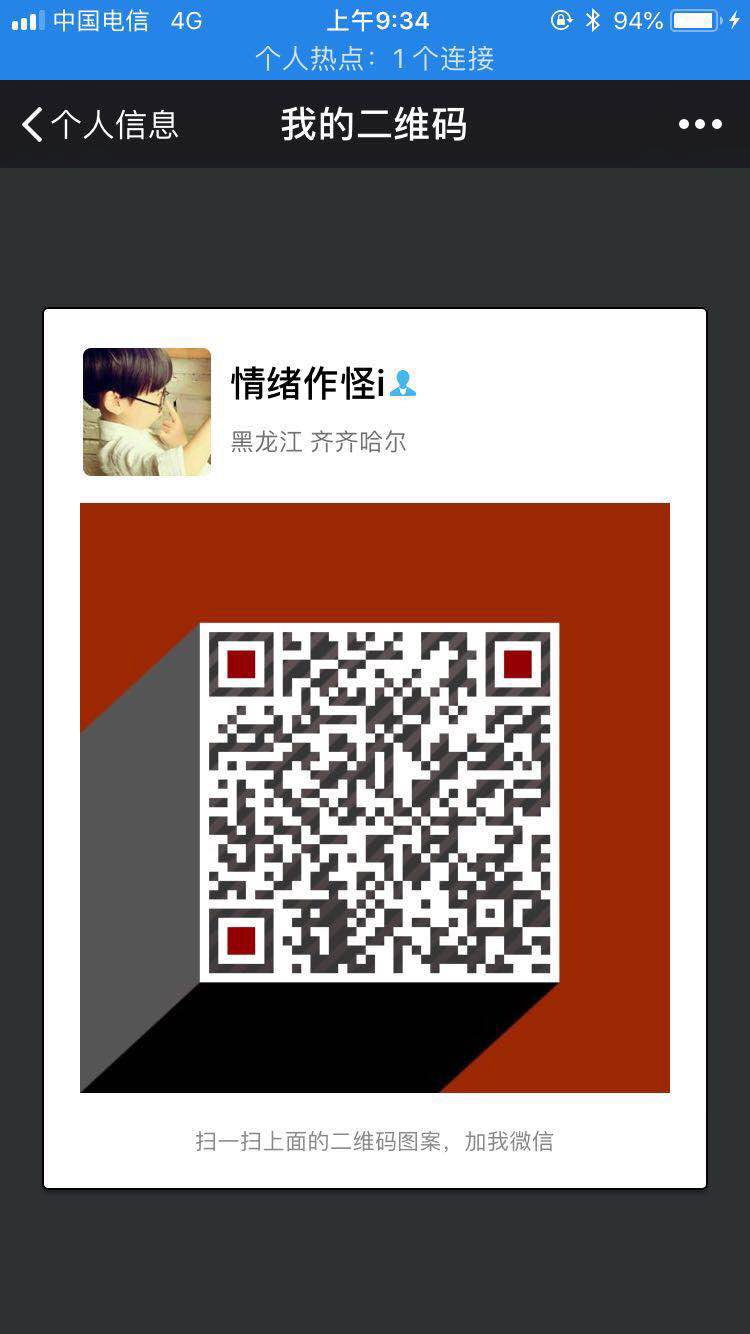 中国电信 4G 上午9:34 94%
个人热点：1 个连接
个人信息 我的二维码
情绪作怪i
黑龙江 齐齐哈尔
扫一扫上面的二维码图案，加我微信